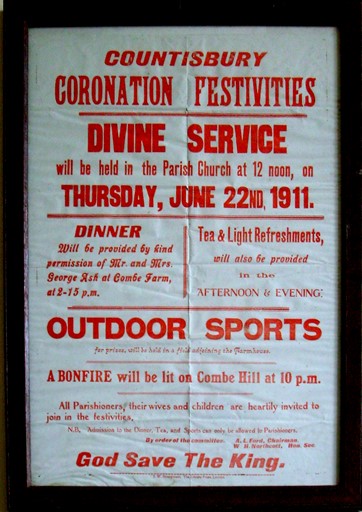 COUNTISBURY
CORONATION FESTIVITIES
DIVINE SERVICE
will be held in the Parish Church at 12 noon, on
THURSDAY, JUNE 22ND, 1911.
DINNER
Will be provided by kind
permission of Mr. and Mrs.
George Ash at Combe Farm,
at 2-15 p.m.
Tea & Light Refreshments,
will also be provided
in the
AFTERNOON & EVENING.
OUTDOOR SPORTS
for prizes, will be held in a field adjoining the Farmhouse.
A BONFIRE will be lit on Combe Hill at 10 p.m.
All Parishioners, their wives and children are heartily invited to
join in the festivities.
N.B. Admission to the Dinner, Tea, and Sports can only be allowed to Parishioners.
By order of the committee. A. L. Ford, Chairman.
W. H. Northcott, Hon. Sec.
God Save The King.